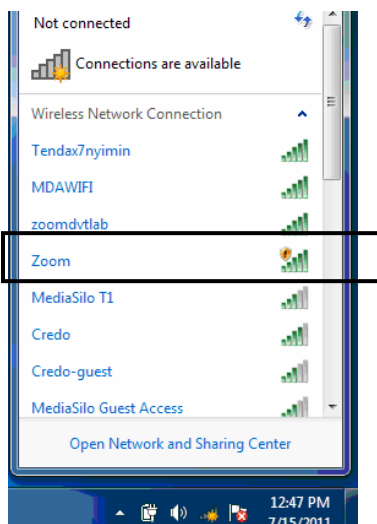 Not connected
Connections are available
Wireless Network Connection
Tendax7nyimin
MDAWIFI
zoomdvtlab
Zoom
MediaSilo T1
Credo
Credo-guest
MediaSilo Guest Access
Open Network and Sharing Center
12:47 PM
7/15/2011